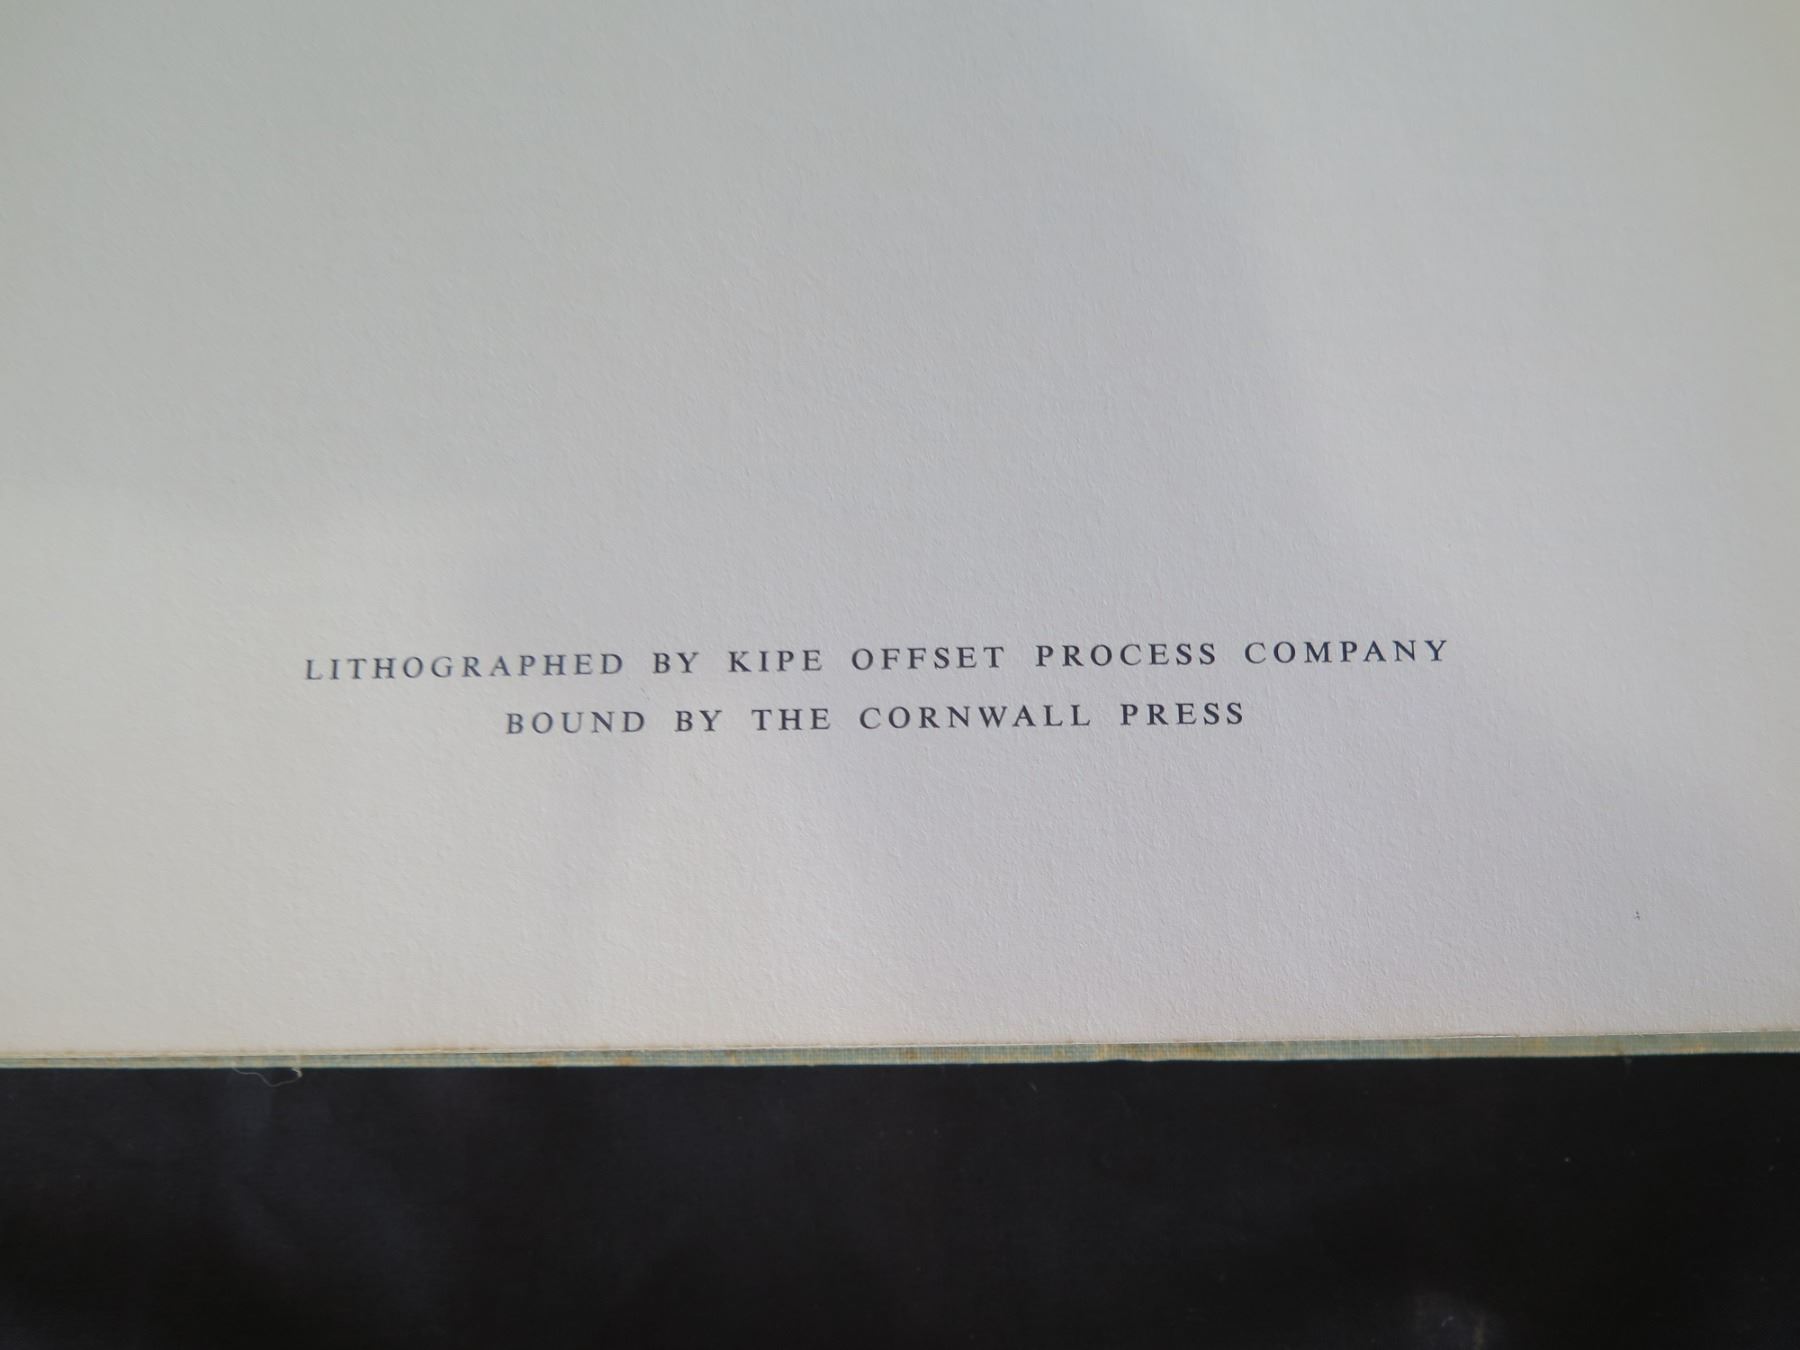 LITHOGRAPHED BY KIPE OFFSET PROCESS COMPANY
BOUND BY THE CORNWALL PRESS